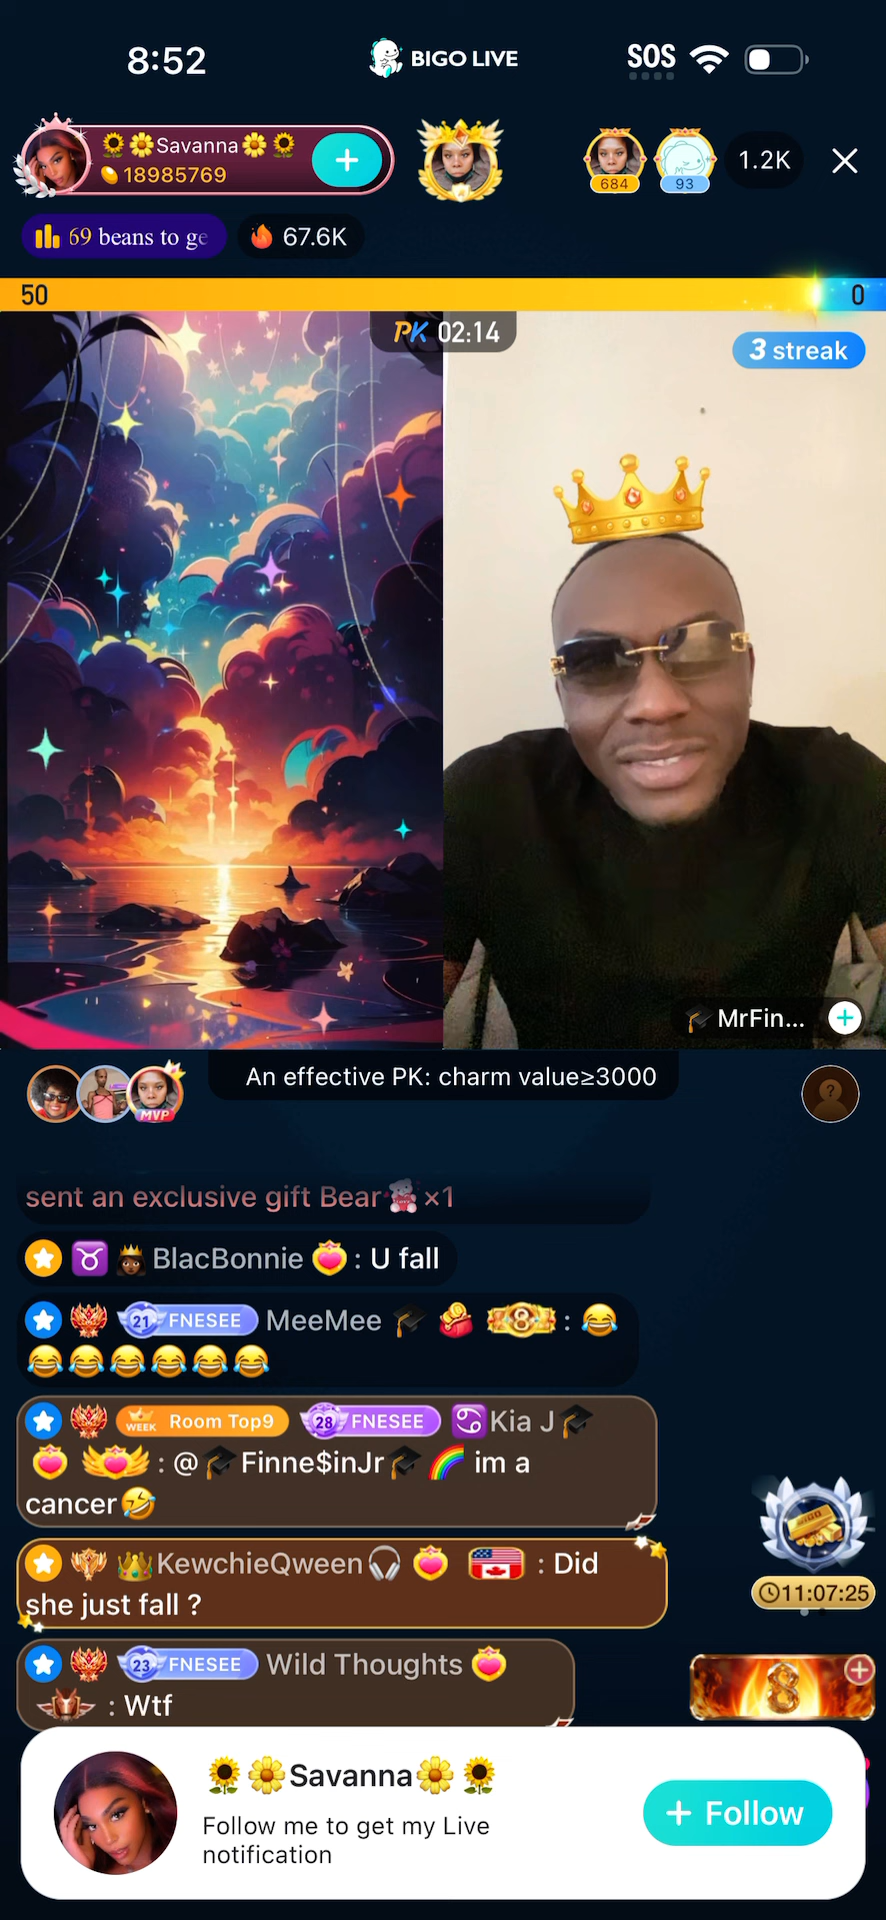 8:52
BIGO LIVE
SOS
🌻🌼Savanna🌼🌻
18985769
684
93
1.2K
69 beans to ge
67.6K
50
0
PK 02:14
3 streak
🎓MrFin...
An effective PK: charm value≥3000
MVP
sent an exclusive gift Bear ×1
BlacBonnie : U fall
21 FNESEE MeeMee 🎓 8 : 😂
😂😂😂😂😂😂
WEEK Room Top9 28 FNESEE ♋Kia J🎓
: @🎓Finne$inJr🎓🌈 im a
cancer🤣
KewchieQween🎧 : Did
she just fall ?
23 FNESEE Wild Thoughts
: Wtf
BIGO
11:07:25
8
🌻🌼Savanna🌼🌻
Follow me to get my Live
notification
+ Follow